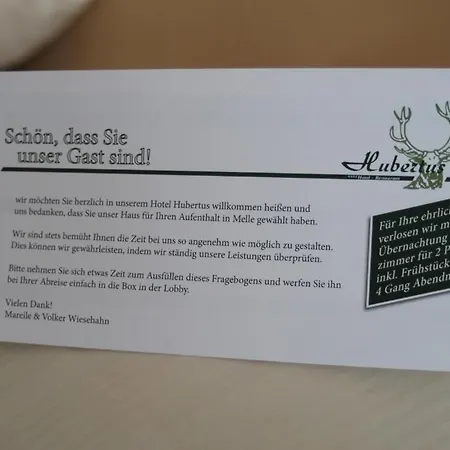 Schön, dass Sie
unser Gast sind!
Hubertus
Hotel - Restaurant
wir möchten Sie herzlich in unserem Hotel Hubertus willkommen heißen und
uns bedanken, dass Sie unser Haus für Ihren Aufenthalt in Melle gewählt haben.
Wir sind stets bemüht Ihnen die Zeit bei uns so angenehm wie möglich zu gestalten.
Dies können wir gewährleisten, indem wir ständig unsere Leistungen überprüfen.
Bitte nehmen Sie sich etwas Zeit zum Ausfüllen dieses Fragebogens und werfen Sie ihn
bei Ihrer Abreise einfach in die Box in der Lobby.
Vielen Dank!
Mareile & Volker Wiesehahn
Für Ihre ehrlic
verlosen wir m
Übernachtung
zimmer für 2 P
inkl. Frühstück
4 Gang Abendm